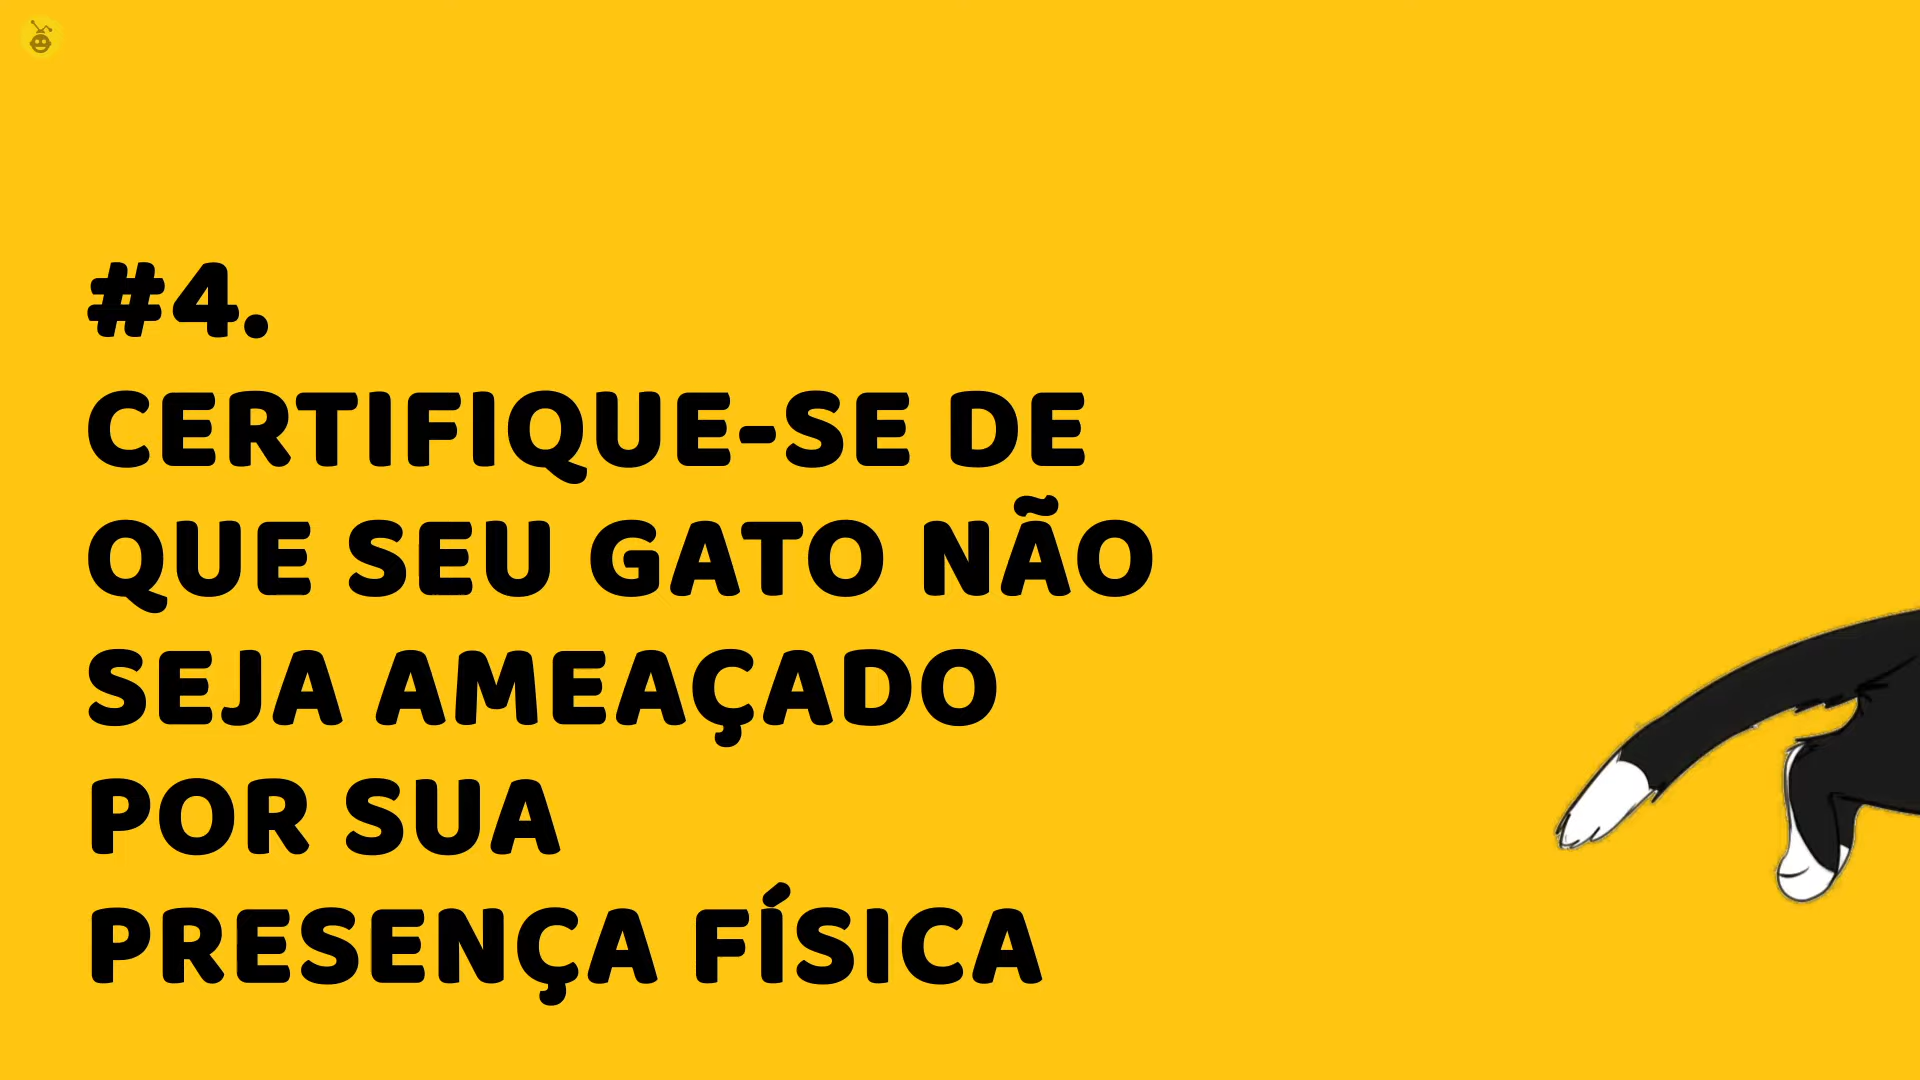 #4.
CERTIFIQUE-SE DE
QUE SEU GATO NÃO
SEJA AMEAÇADO
POR SUA
PRESENÇA FÍSICA